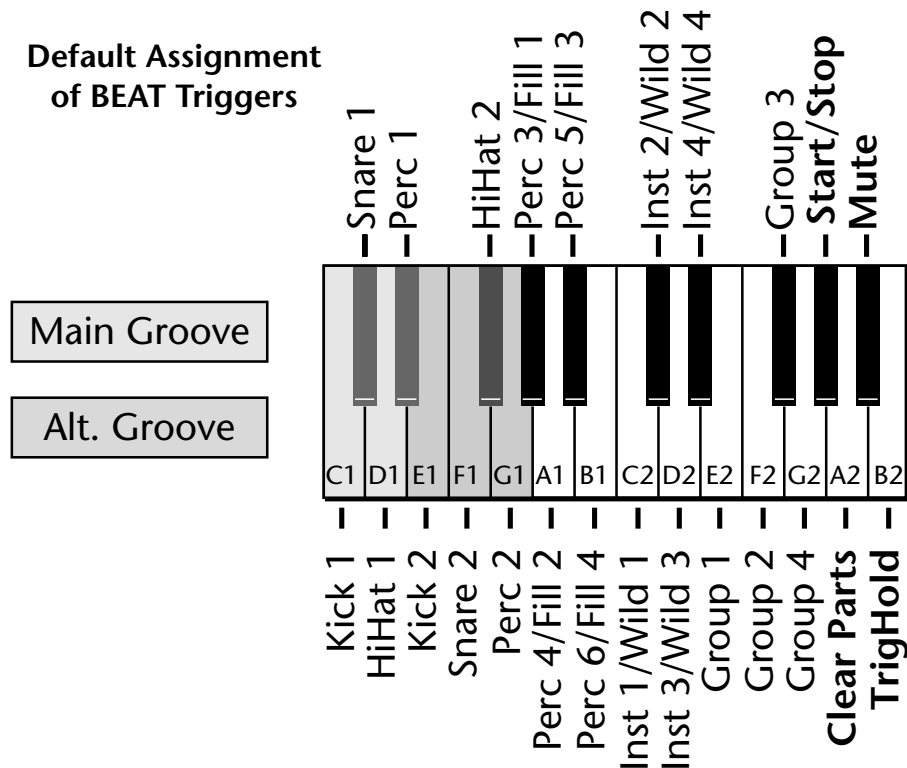 Default Assignment
of BEAT Triggers
Snare 1
Perc 1
HiHat 2
Perc 3/Fill 1
Perc 5/Fill 3
Inst 2/Wild 2
Inst 4/Wild 4
Group 3
Start/Stop
Mute
Main Groove
Alt. Groove
C1
D1
E1
F1
G1
A1
B1
C2
D2
E2
F2
G2
A2
B2
Kick 1
HiHat 1
Kick 2
Snare 2
Perc 2
Perc 4/Fill 2
Perc 6/Fill 4
Inst 1/Wild 1
Inst 3/Wild 3
Group 1
Group 2
Group 4
Clear Parts
TrigHold